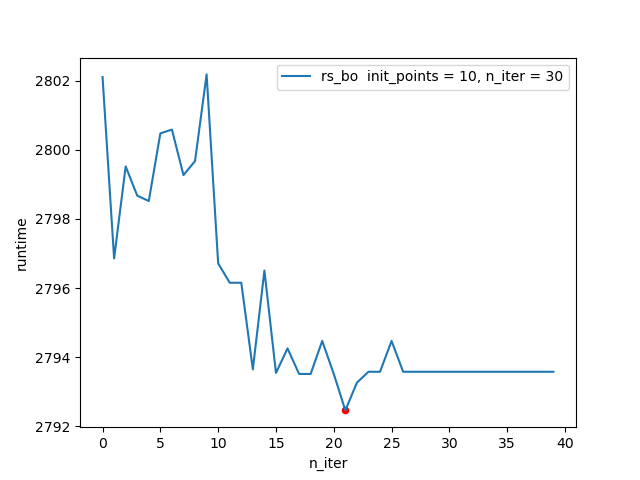 rs_bo  init_points = 10, n_iter = 30
2802
2800
2798
2796
2794
2792
runtime
0 5 10 15 20 25 30 35 40
n_iter